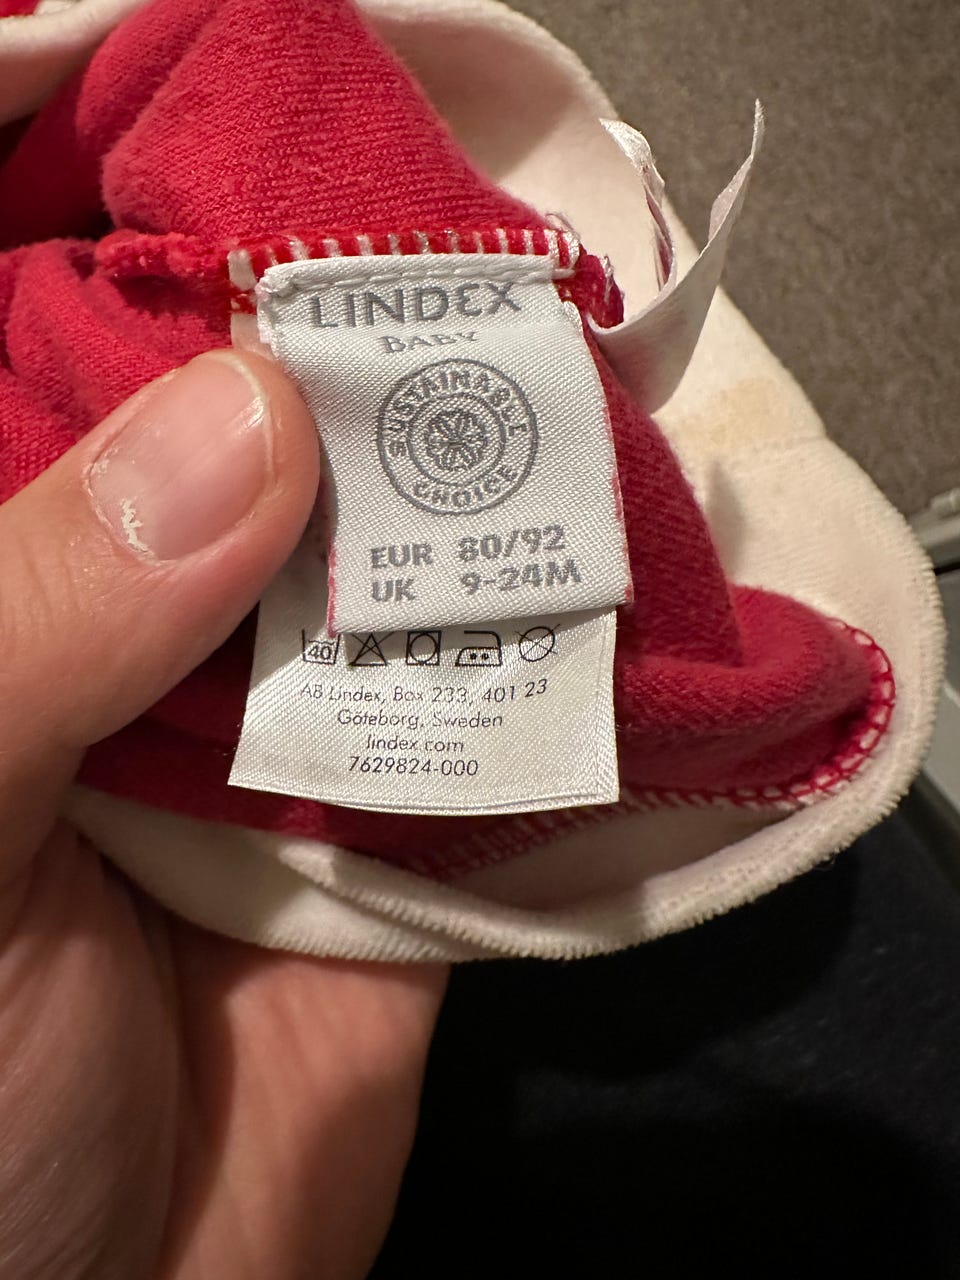 LINDEX
BABY
SUSTAINABLE
CHOICE
EUR 80/92
UK 9-24M
40
AB Lindex, Box 233, 401 23
Göteborg, Sweden
lindex.com
7629824-000